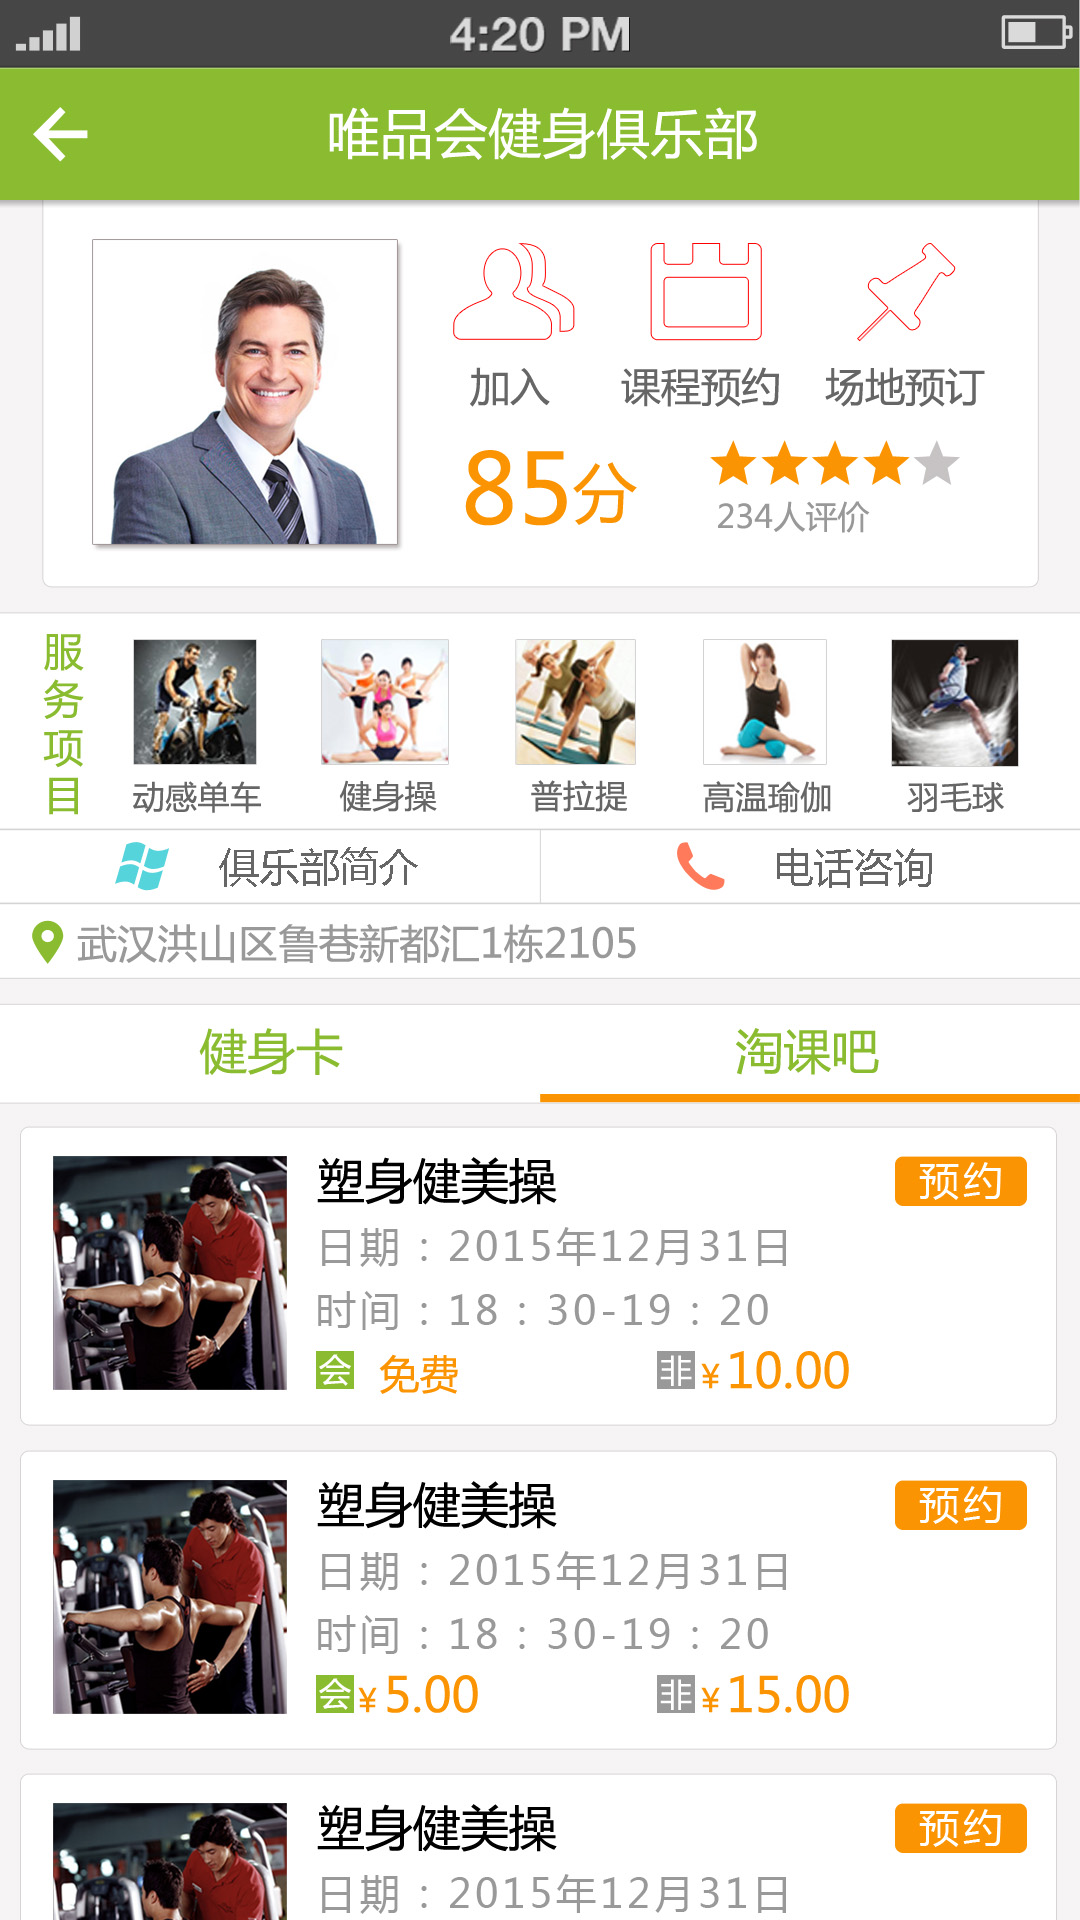 4:20 PM
唯品会健身俱乐部
加入
课程预约
场地预订
85分
234人评价
服务项目
动感单车
健身操
普拉提
高温瑜伽
羽毛球
俱乐部简介
电话咨询
武汉洪山区鲁巷新都汇1栋2105
健身卡
淘课吧
塑身健美操
预约
日期：2015年12月31日
时间：18：30-19：20
会 免费
非 ¥10.00
塑身健美操
预约
日期：2015年12月31日
时间：18：30-19：20
会 ¥5.00
非 ¥15.00
塑身健美操
预约
日期：2015年12月31日